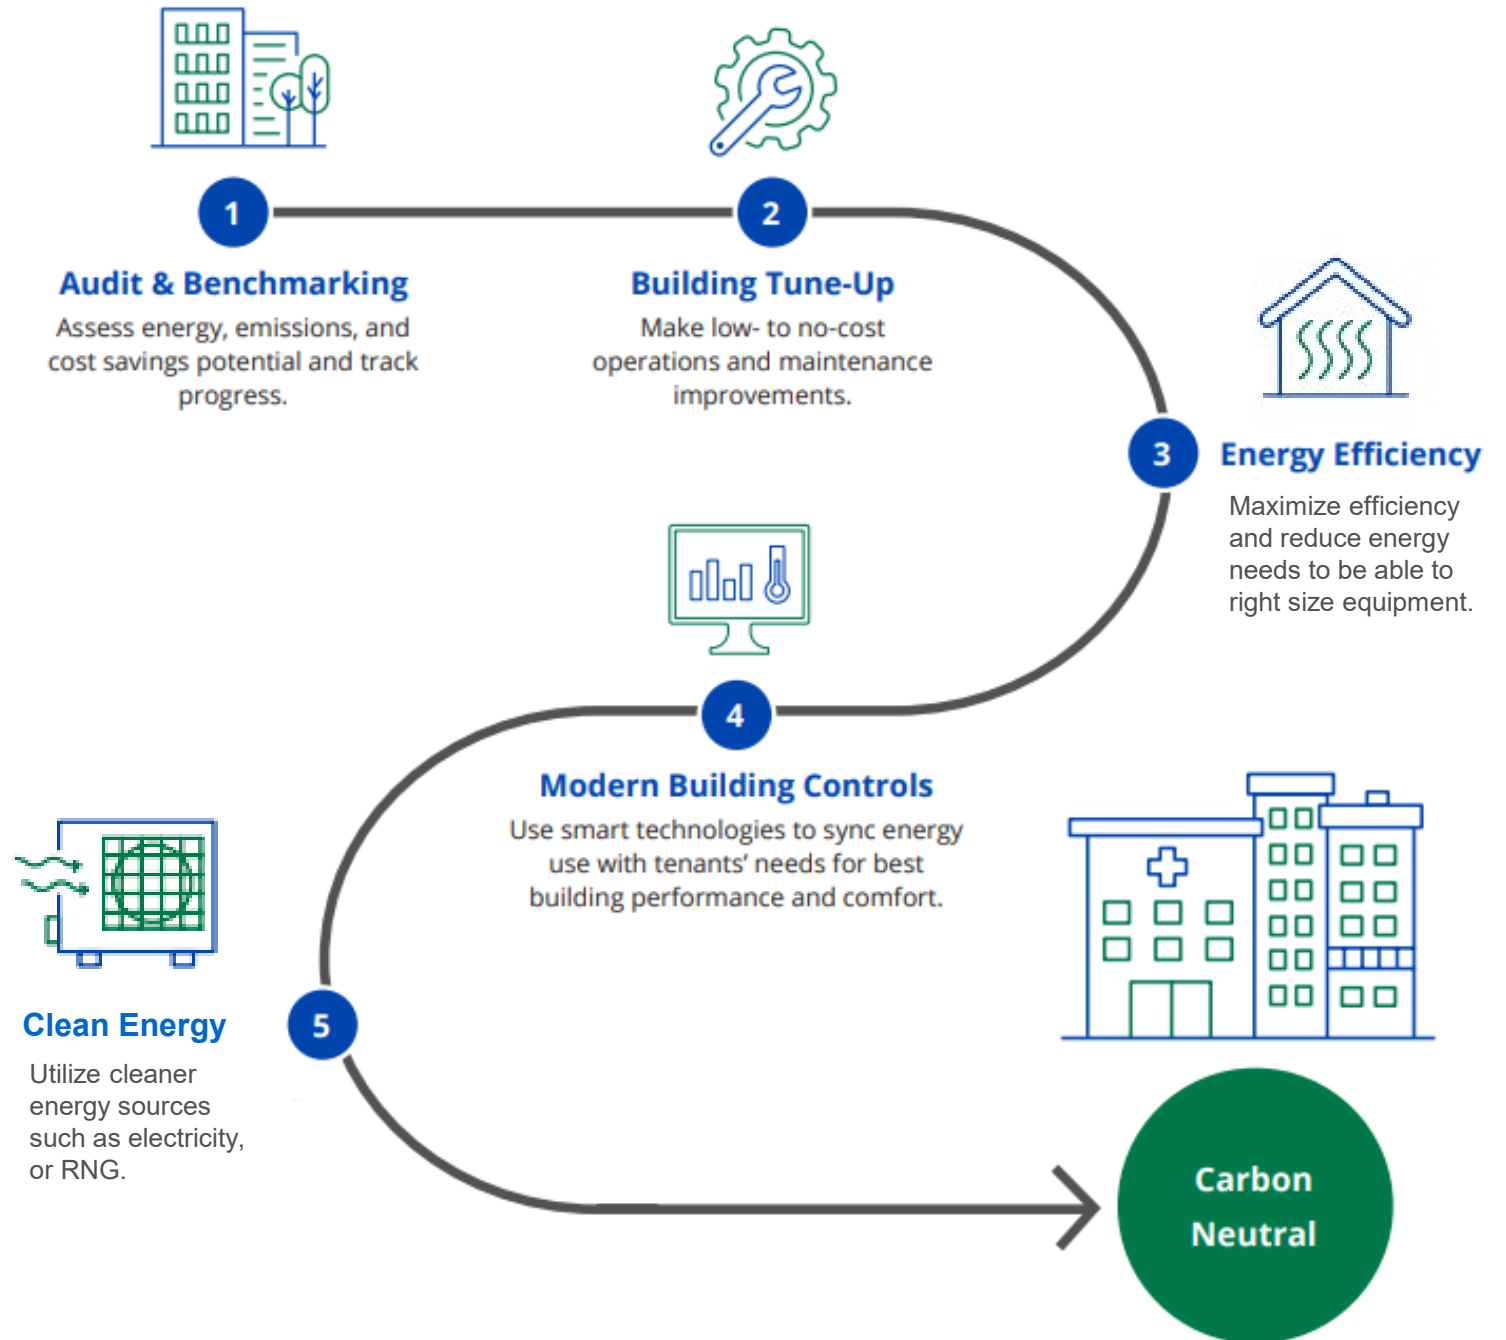 1
Audit & Benchmarking
Assess energy, emissions, and
cost savings potential and track
progress.
2
Building Tune-Up
Make low- to no-cost
operations and maintenance
improvements.
3
Energy Efficiency
Maximize efficiency
and reduce energy
needs to be able to
right size equipment.
4
Modern Building Controls
Use smart technologies to sync energy
use with tenants’ needs for best
building performance and comfort.
5
Clean Energy
Utilize cleaner
energy sources
such as electricity,
or RNG.
Carbon
Neutral